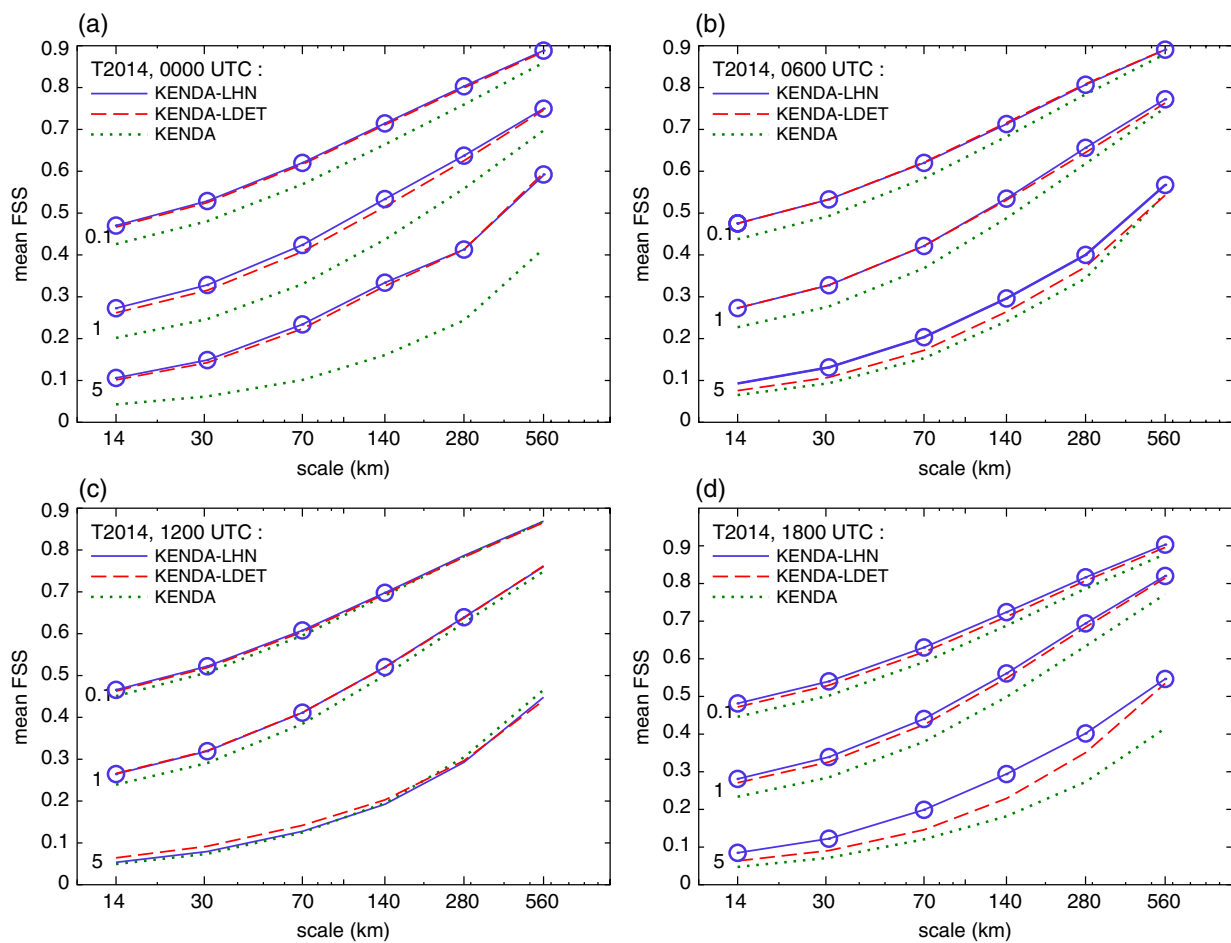 (a)
T2014, 0000 UTC :
KENDA-LHN
KENDA-LDET
KENDA
0.9
0.8
0.7
0.6
0.5
0.4
0.3
0.2
0.1
0
mean FSS
0.1
1
5
14 30 70 140 280 560
scale (km)
(b)
T2014, 0600 UTC :
KENDA-LHN
KENDA-LDET
KENDA
0.9
0.8
0.7
0.6
0.5
0.4
0.3
0.2
0.1
0
mean FSS
0.1
1
5
14 30 70 140 280 560
scale (km)
(c)
T2014, 1200 UTC :
KENDA-LHN
KENDA-LDET
KENDA
0.9
0.8
0.7
0.6
0.5
0.4
0.3
0.2
0.1
0
mean FSS
0.1
1
5
14 30 70 140 280 560
scale (km)
(d)
T2014, 1800 UTC :
KENDA-LHN
KENDA-LDET
KENDA
0.9
0.8
0.7
0.6
0.5
0.4
0.3
0.2
0.1
0
mean FSS
0.1
1
5
14 30 70 140 280 560
scale (km)